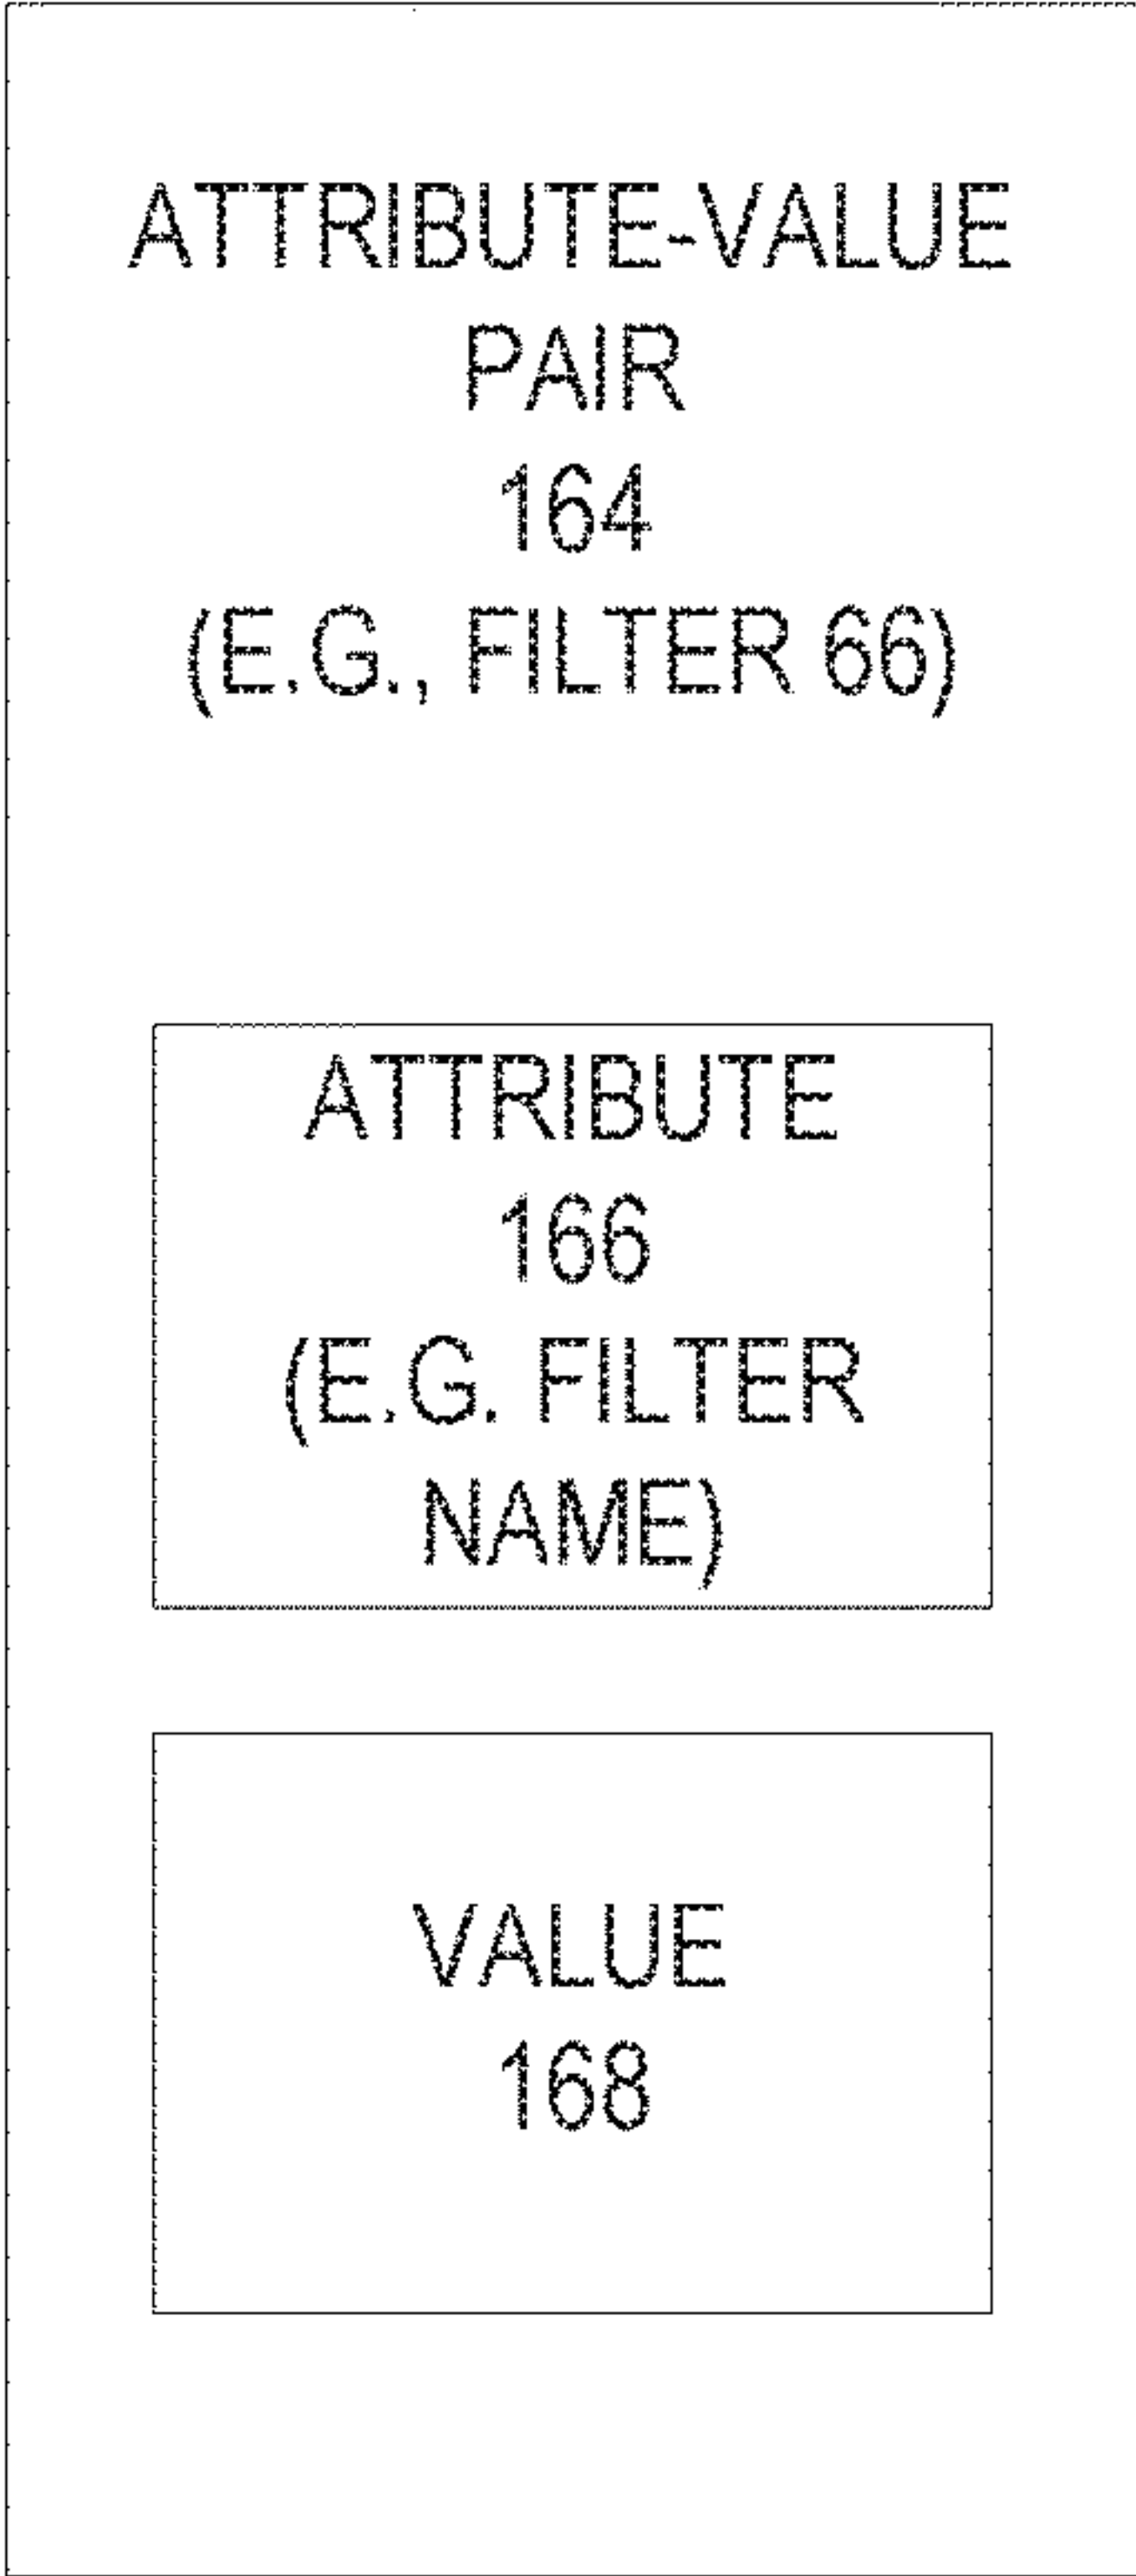 ATTRIBUTE-VALUE
PAIR
164
(E.G., FILTER 66)
ATTRIBUTE
166
(E.G. FILTER
NAME)
VALUE
168